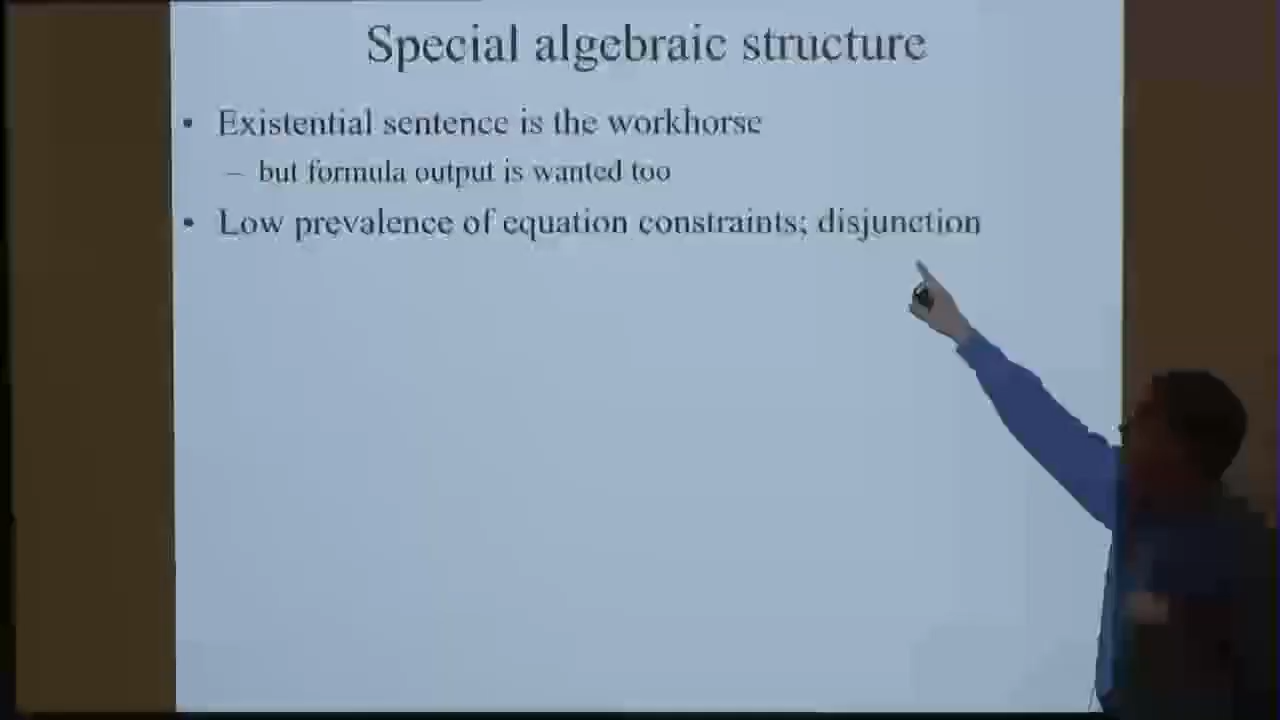 Special algebraic structure
• Existential sentence is the workhorse
– but formula output is wanted too
• Low prevalence of equation constraints; disjunction